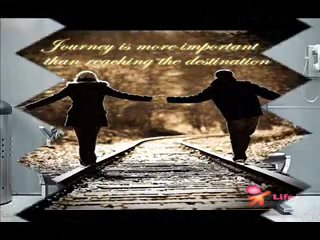 Journey is more important
than reaching the destination
Life